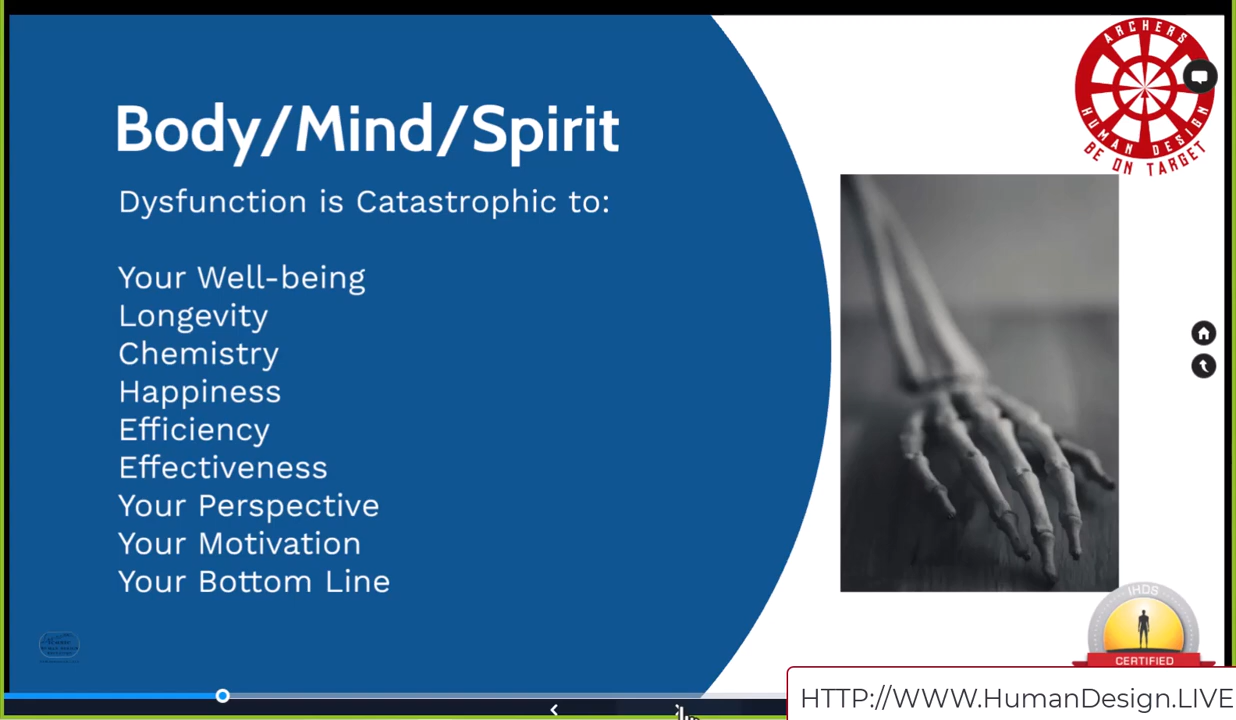 Body/Mind/Spirit
Dysfunction is Catastrophic to:
Your Well-being
Longevity
Chemistry
Happiness
Efficiency
Effectiveness
Your Perspective
Your Motivation
Your Bottom Line
ARCHERS
HUMAN DESIGN
BE ON TARGET
IHDS
CERTIFIED
HTTP://WWW.HumanDesign.LIVE